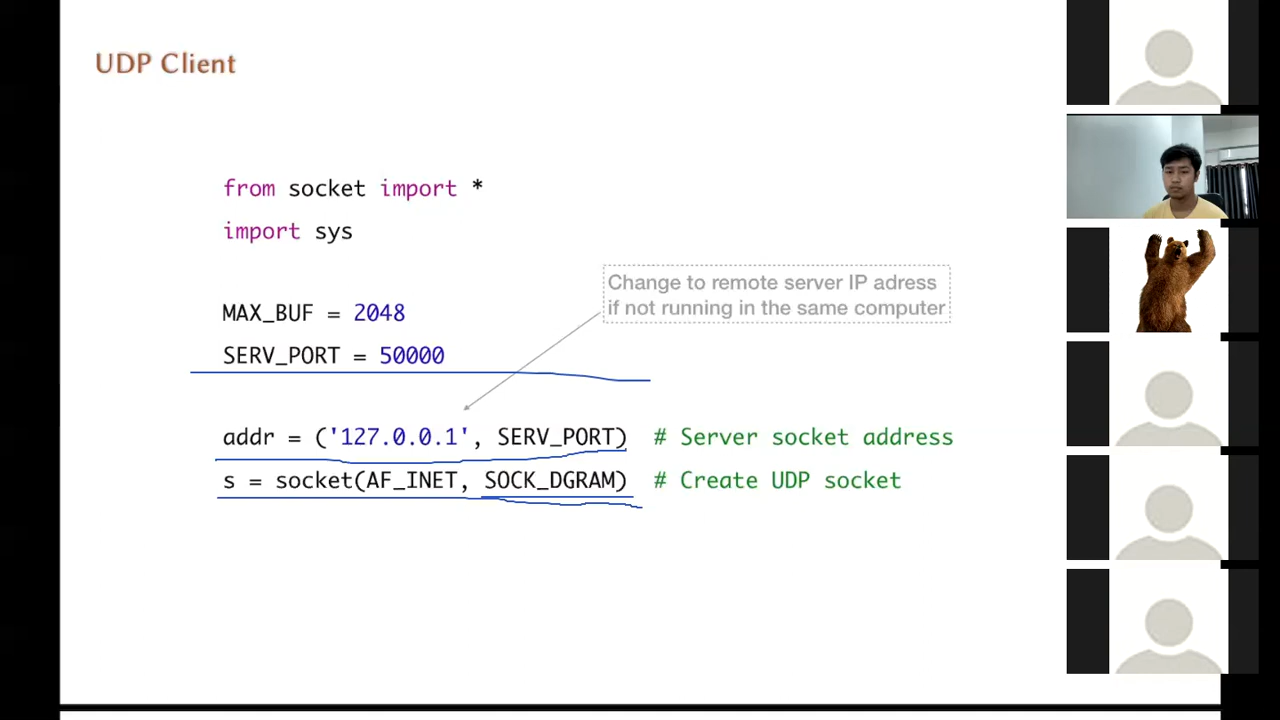 UDP Client
from socket import *
import sys
Change to remote server IP adress
if not running in the same computer
MAX_BUF = 2048
SERV_PORT = 50000
addr = ('127.0.0.1', SERV_PORT) # Server socket address
s = socket(AF_INET, SOCK_DGRAM) # Create UDP socket